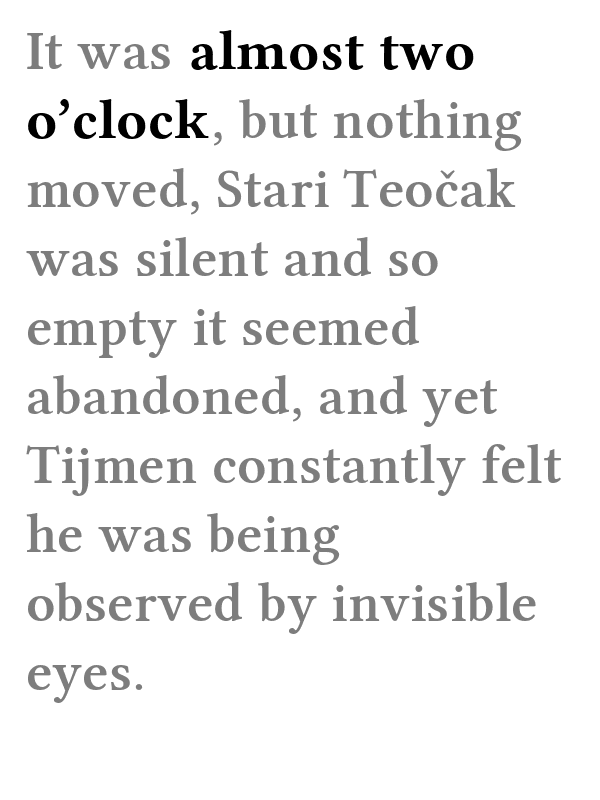 It was almost two
o’clock, but nothing
moved, Stari Teočak
was silent and so
empty it seemed
abandoned, and yet
Tijmen constantly felt
he was being
observed by invisible
eyes.